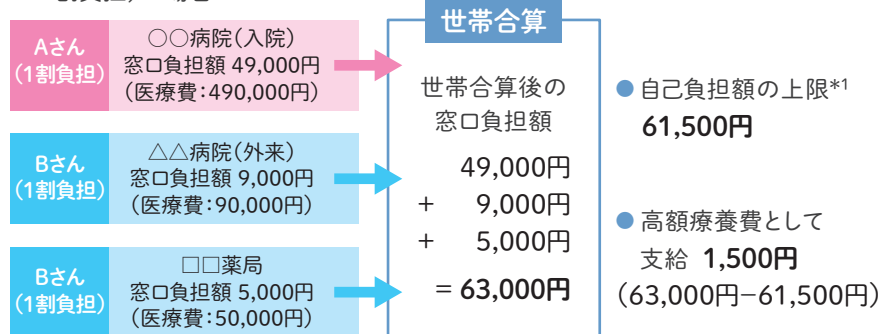 世帯合算
Aさん
(1割負担)
○○病院(入院)
窓口負担額 49,000円
(医療費:490,000円)
Bさん
(1割負担)
△△病院(外来)
窓口負担額 9,000円
(医療費:90,000円)
Bさん
(1割負担)
□□薬局
窓口負担額 5,000円
(医療費:50,000円)
世帯合算後の
窓口負担額
49,000円
+ 9,000円
+ 5,000円
= 63,000円
● 自己負担額の上限*1
61,500円
● 高額療養費として
支給 1,500円
(63,000円−61,500円)